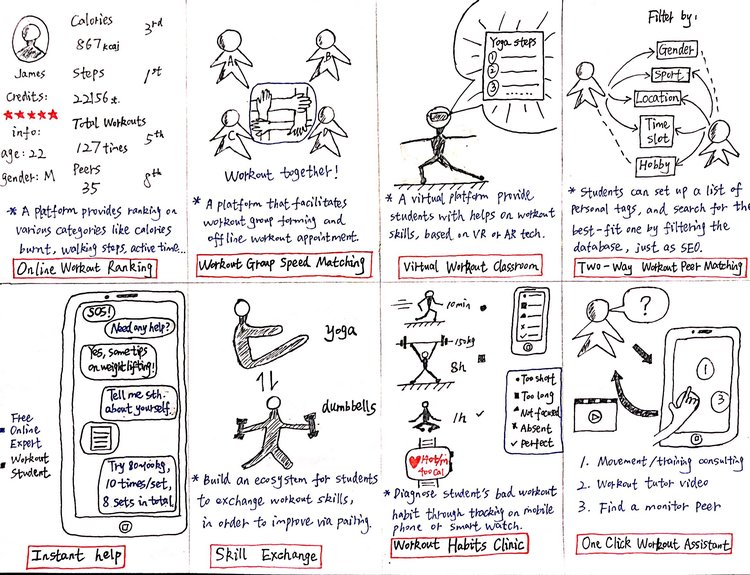 James
Credits:
★★★★★
info:
age: 22
gender: M
Calories
867 kcal
3rd
Steps
22156 st.
1st
Total Workouts
127 times
5th
Peers
35
8th
* A platform provides ranking on
various categories like calories
burnt, walking steps, active time...
Online Workout Ranking
A
B
C
D
Workout together!
* A platform that facilitates
workout group forming and
offline workout appointment.
Workout Group Speed Matching
Yoga steps
1
2
3
* A virtual platform provide
students with helps on workout
skills, based on VR or AR tech.
Virtual Workout Classroom
Filter by:
Gender
Sport
Location
Time
slot
Hobby
* Students can set up a list of
personal tags, and search for the
best-fit one by filtering the
database, just as SEO.
Two-Way Workout Peer Matching
SOS!
Need any help?
Yes, some tips
on weightlifting!
Tell me sth.
about yourself.
Try 80~100kg,
10 times/set,
8 sets in total.
Free
Online
Expert
Workout
Student
Instant help
yoga
dumbbells
* Build an ecosystem for students
to exchange workout skills,
in order to improve via pairing.
Skill Exchange
10min
150kg
8h
1h ✓
• Too short
■ Too long
▲ Not focused
x Absent
✓ Perfect
400 Cal
* Diagnose student's bad workout
habit through tracking on mobile
phone or smart watch.
Workout Habits Clinic
?
1
3
1. Movement/training consulting
2. Workout tutor video
3. Find a monitor peer
One Click Workout Assistant